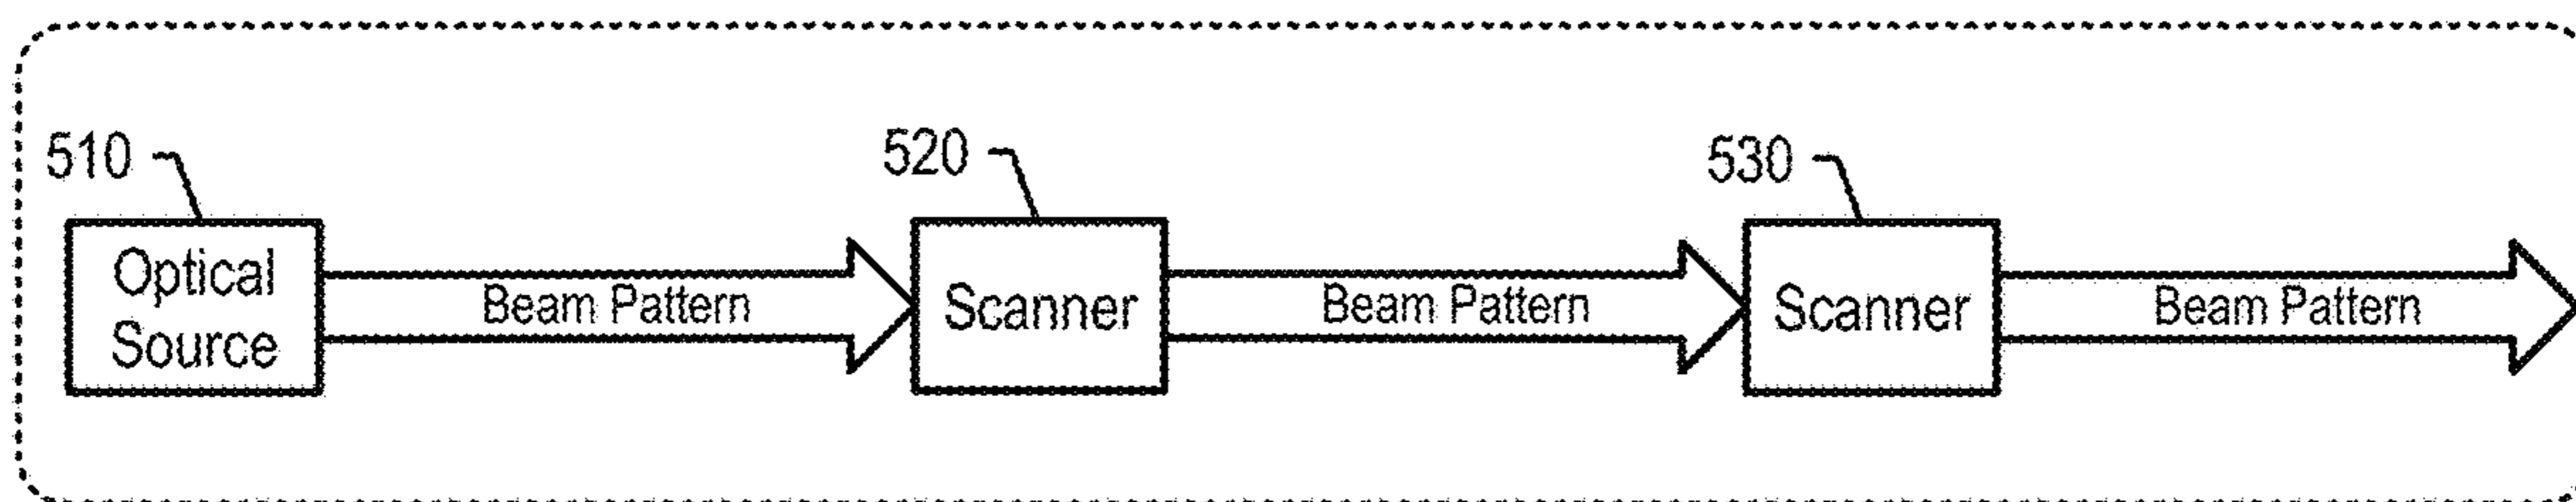 510
520
530
Optical
Source
Beam Pattern
Scanner
Beam Pattern
Scanner
Beam Pattern